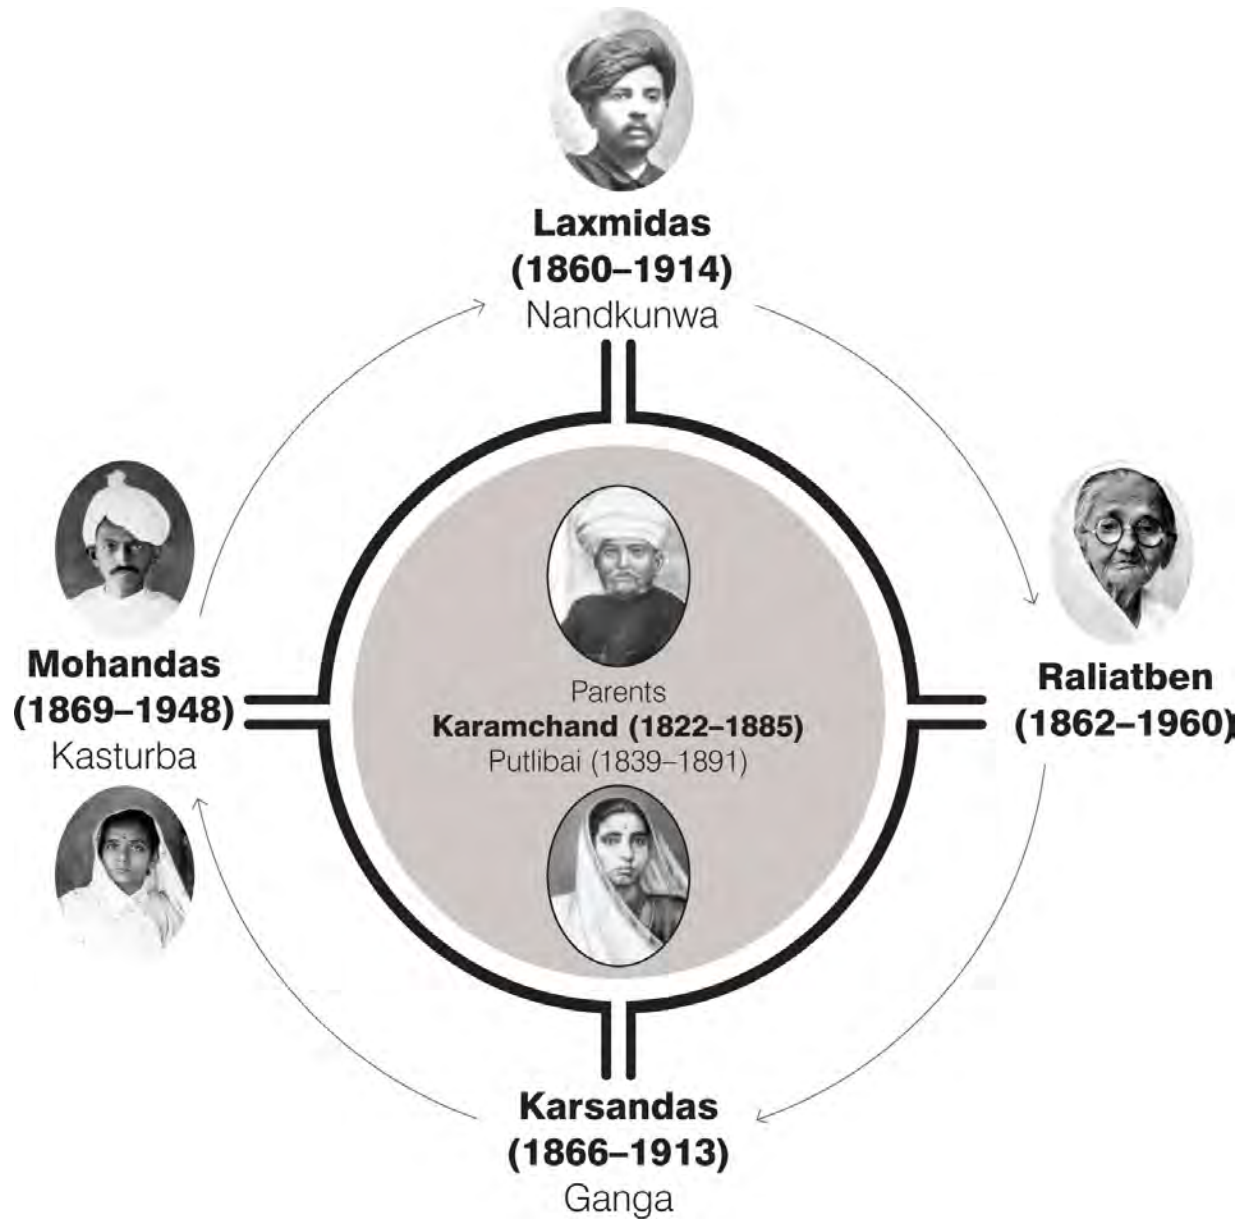 Laxmidas
(1860–1914)
Nandkunwa
Mohandas
(1869–1948)
Kasturba
Parents
Karamchand (1822–1885)
Putlibai (1839–1891)
Raliatben
(1862–1960)
Karsandas
(1866–1913)
Ganga